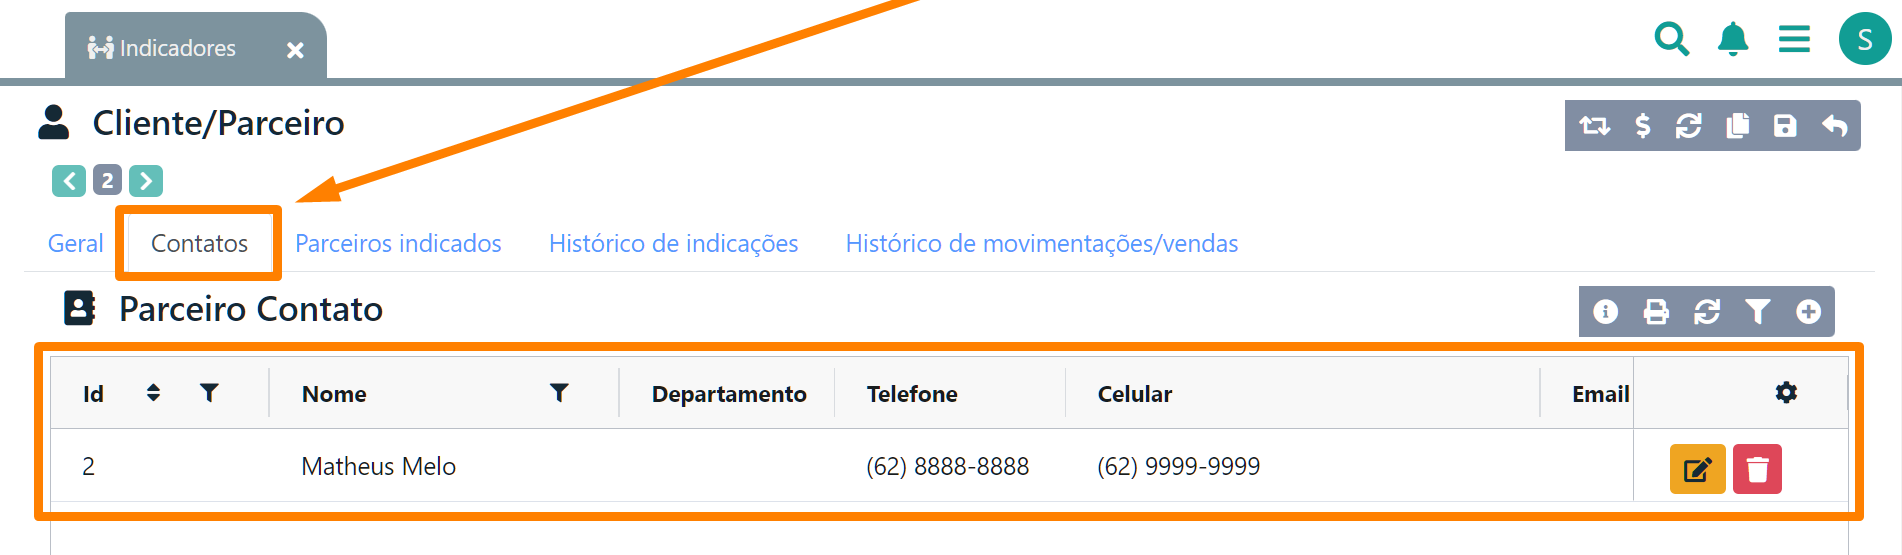 Indicadores
S
Cliente/Parceiro
2
Geral Contatos Parceiros indicados Histórico de indicações Histórico de movimentações/vendas
Parceiro Contato
Id Nome Departamento Telefone Celular Email
2 Matheus Melo (62) 8888-8888 (62) 9999-9999